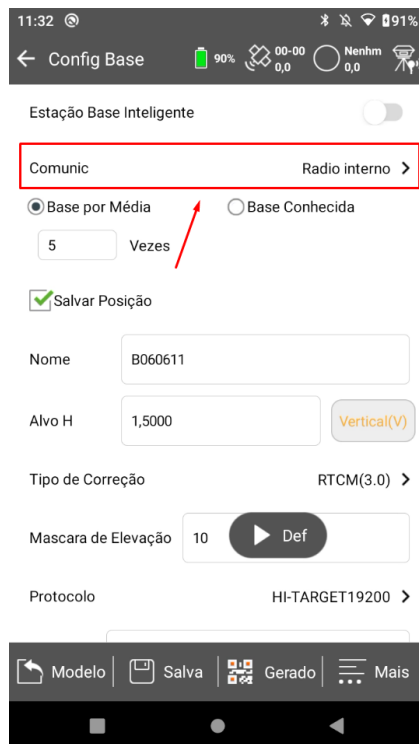 11:32 91%
Config Base 90% 00-00 0,0 Nenhm 0,0
Estação Base Inteligente
Comunic Radio interno
Base por Média Base Conhecida
5 Vezes
Salvar Posição
Nome B060611
Alvo H 1,5000 Vertical(V)
Tipo de Correção RTCM(3.0)
Mascara de Elevação 10 Def
Protocolo HI-TARGET19200
Modelo Salva Gerado Mais